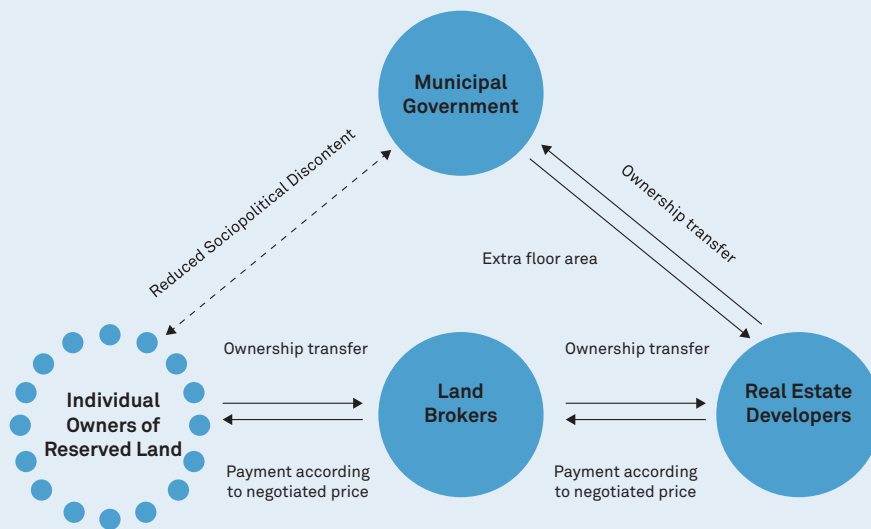 Municipal
Government
Reduced Sociopolitical Discontent
Ownership transfer
Extra floor area
Ownership transfer
Ownership transfer
Individual
Owners of
Reserved Land
Land
Brokers
Real Estate
Developers
Payment according
to negotiated price
Payment according
to negotiated price